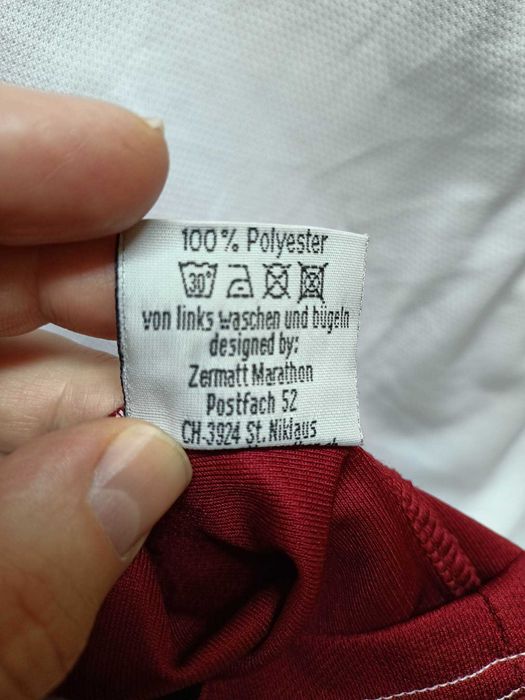 100% Polyester
30°
von links waschen und bügeln
designed by:
Zermatt Marathon
Postfach 52
CH-3924 St. Niklaus